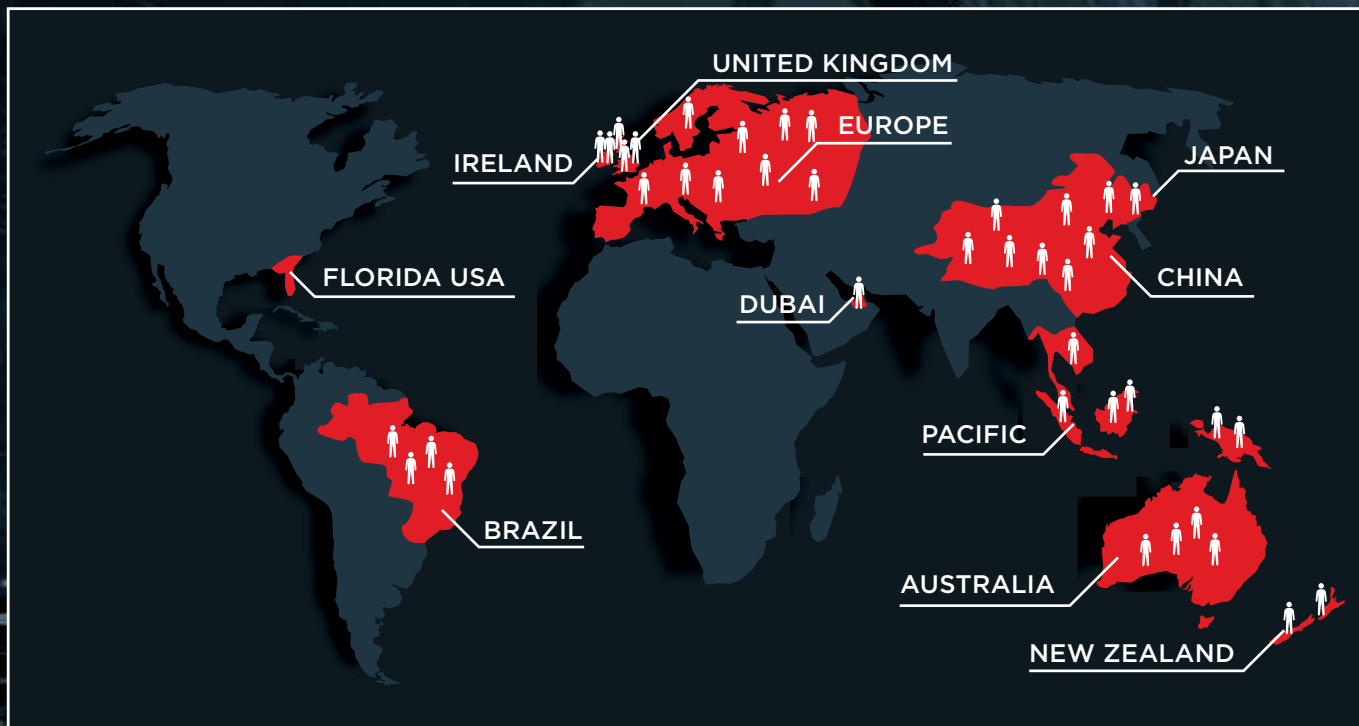 UNITED KINGDOM
EUROPE
IRELAND
JAPAN
FLORIDA USA
DUBAI
CHINA
PACIFIC
BRAZIL
AUSTRALIA
NEW ZEALAND